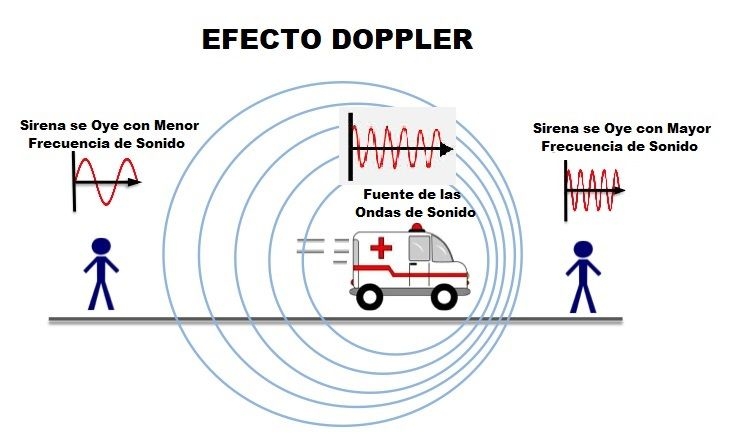 EFECTO DOPPLER
Sirena se Oye con Menor
Frecuencia de Sonido
Fuente de las
Ondas de Sonido
Sirena se Oye con Mayor
Frecuencia de Sonido